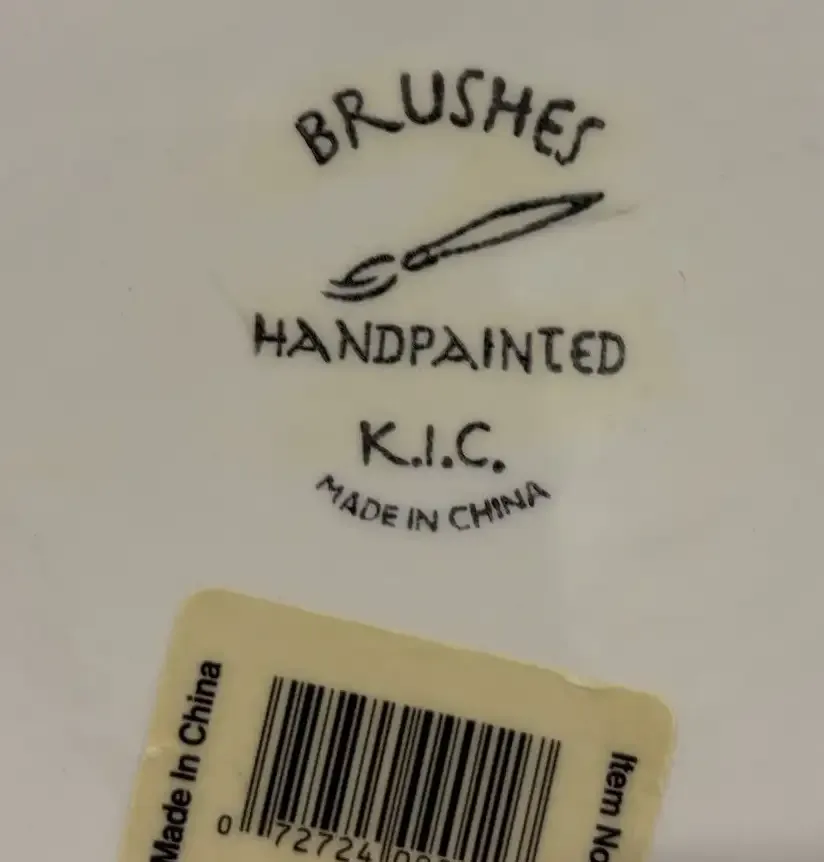 BRUSHES
HANDPAINTED
K.I.C.
MADE IN CHINA
Made In China
Item No
0 72724